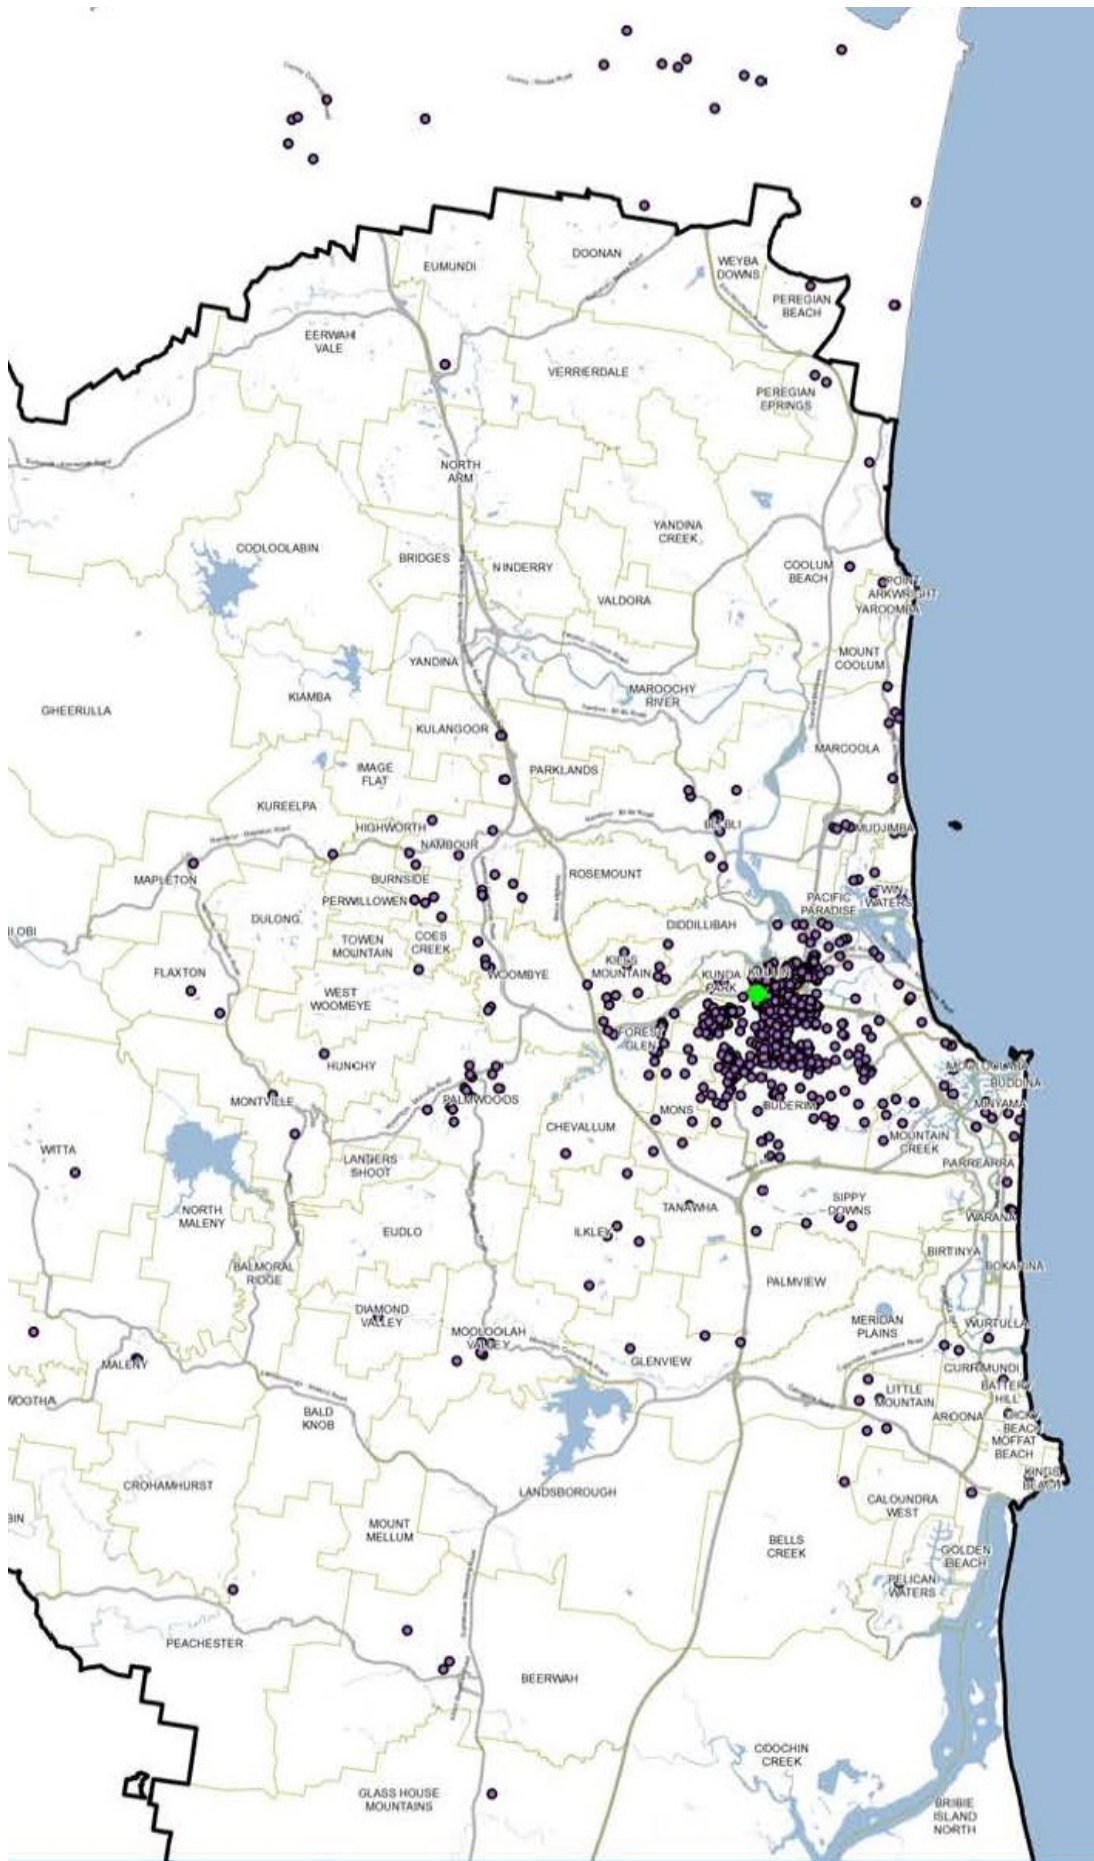 DOONAN
WEYBA
DOWNS
EUMUNDI
PEREGIAN
BEACH
EERWAH
VALE
VERRIERDALE
PEREGIAN
SPRINGS
NORTH
ARM
YANDINA
CREEK
COOLOOLABIN
BRIDGES
NINDERRY
COOLUM
BEACH
POINT
ARKWRIGHT
VALDORA
YAROOMBA
MOUNT
COOLUM
YANDINA
MAROOCHY
RIVER
KIAMBA
GHEERULLA
KULANGOOR
MARCOOLA
IMAGE
FLAT
PARKLANDS
KUREELPA
HIGHWORTH
BLI BLI
MUDJIMBA
NAMBOUR
MAPLETON
BURNSIDE
ROSEMOUNT
PERWILLOWEN
PACIFIC
PARADISE
TWIN
WATERS
DULONG
DIDDILLIBAH
TOWEN
MOUNTAIN
COES
CREEK
FLAXTON
WOOMBYE
KIELS
MOUNTAIN
KUNDA
PARK
KULUIN
WEST
WOOMEYE
FOREST
GLEN
HUNCHY
MOOLOOLABA
BUDDINA
MONTVILLE
PALMWOODS
MINYAMA
MONS
BUDERIM
CHEVALLUM
MOUNTAIN
CREEK
WITTA
LANDERS
SHOOT
PARREARRA
NORTH
MALENY
TANAWHA
SIPPY
DOWNS
WARANA
EUDLO
ILKLEY
BIRTINYA
BALMORAL
RIDGE
BOKARINA
PALMVIEW
DIAMOND
VALLEY
MERIDAN
PLAINS
WURTULLA
MOOLOOLAH
VALLEY
MALENY
GLENVIEW
CURRIMUNDI
LITTLE
MOUNTAIN
BATTERY
HILL
BALD
KNOB
AROONA
DICKY
BEACH
MOFFAT
BEACH
CROHAMHURST
KINGS
BEACH
LANDSBOROUGH
CALOUNDRA
WEST
MOUNT
MELLUM
BELLS
CREEK
GOLDEN
BEACH
PELICAN
WATERS
PEACHESTER
BEERWAH
COOCHIN
CREEK
GLASS HOUSE
MOUNTAINS
BRIBIE
ISLAND
NORTH